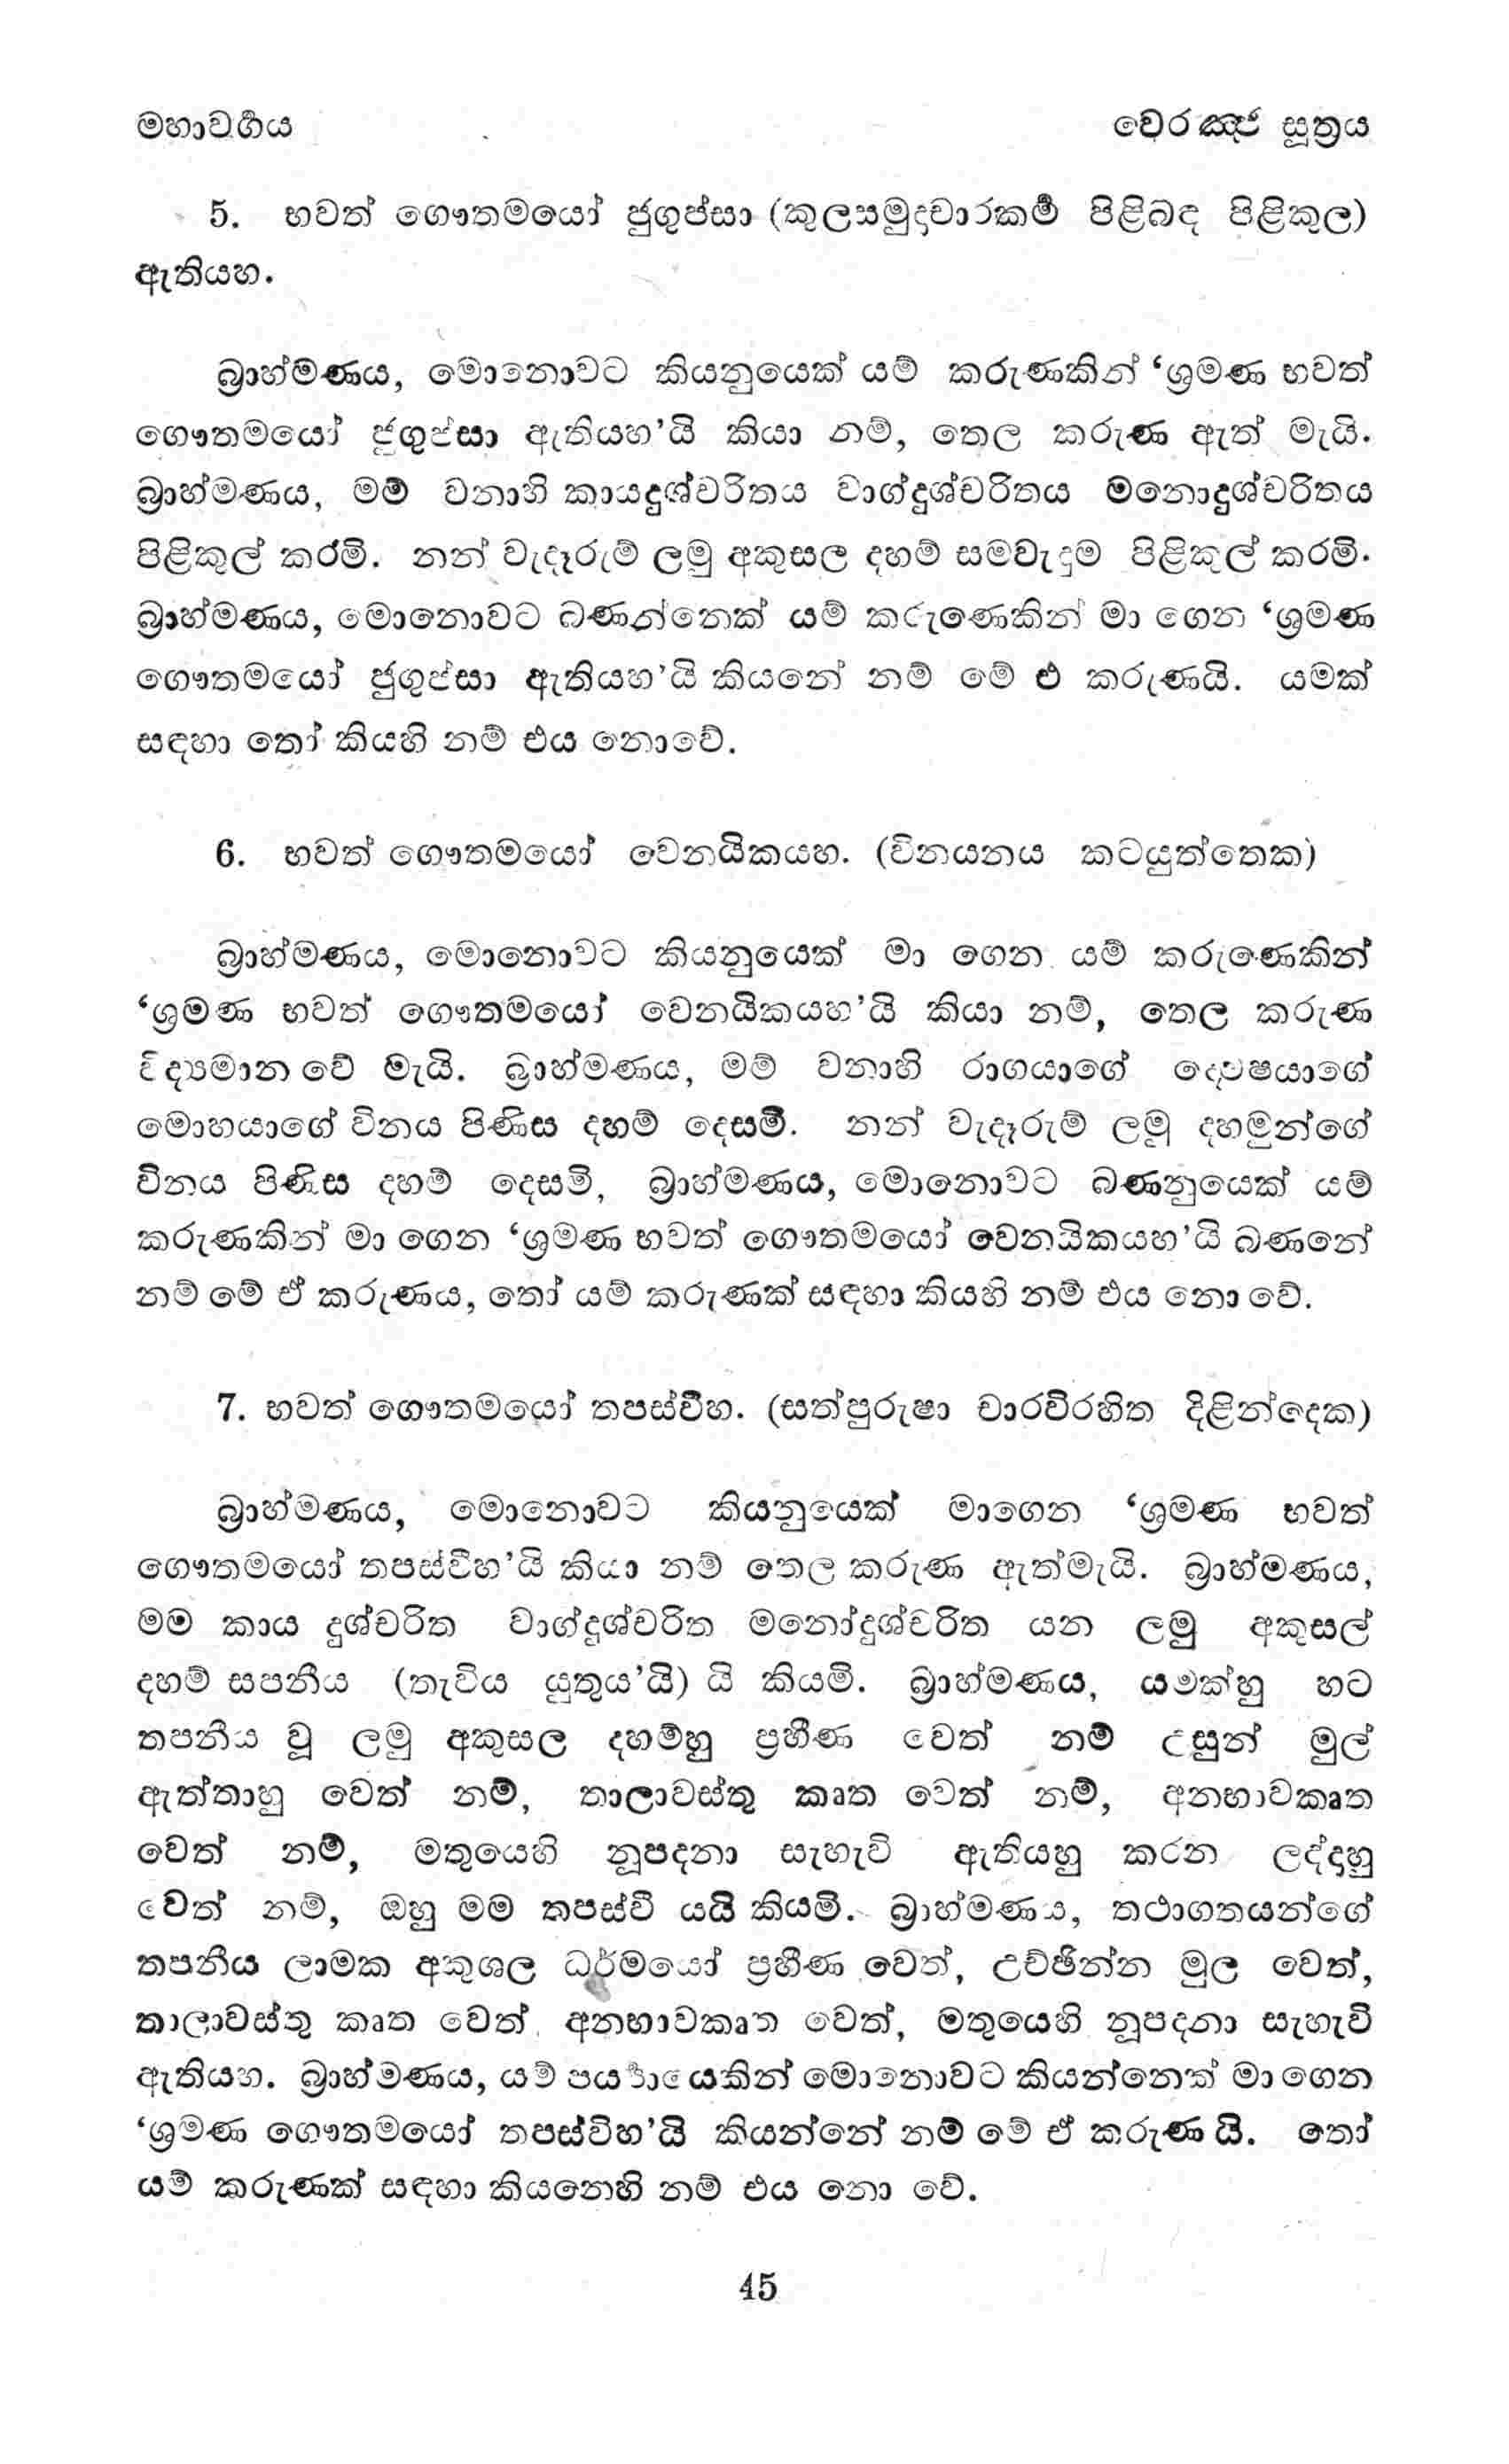 මහාවර්‍ගය වෙරඤ්ජ සූත්‍රය
5. භවත් ගෞතමයෝ ජුගුප්සා (කුලසමුදාචාරකර්‍ම පිළිබඳ පිළිකුල)
ඇතියහ.
බ්‍රාහ්මණය, මොනොවට කියනුයෙක් යම් කරුණකින් ‘ශ්‍රමණ භවත්
ගෞතමයෝ ජුගුප්සා ඇතියහ’යි කියා නම්, තෙල කරුණ ඇත් මැයි.
බ්‍රාහ්මණය, මම් වනාහි කායදුශ්චරිතය වාග්දුශ්චරිතය මනොදුශ්චරිතය
පිළිකුල් කරමි. නන් වැදෑරුම් ලමු අකුසල දහම් සමවැදුම පිළිකුල් කරමි.
බ්‍රාහ්මණය, මොනොවට බණන්නෙක් යම් කරුණෙකින් මා ගෙන ‘ශ්‍රමණ
ගෞතමයෝ ජුගුප්සා ඇතියහ’යි කියනේ නම් මේ එ කරුණයි. යමක්
සඳහා තෝ කියහි නම් එය නොවේ.
6. භවත් ගෞතමයෝ වෙනයිකයහ. (විනයනය කටයුත්තෙක)
බ්‍රාහ්මණය, මොනොවට කියනුයෙක් මා ගෙන යම් කරුණෙකින්
‘ශ්‍රමණ භවත් ගෞතමයෝ වෙනයිකයහ’යි කියා නම්, තෙල කරුණ
විද්‍යමාන වේ මැයි. බ්‍රාහ්මණය, මම් වනාහි රාගයාගේ ද්‍වෙෂයාගේ
මොහයාගේ විනය පිණිස දහම් දෙසමී. නන් වැදෑරුම් ලමු දහමුන්ගේ
විනය පිණිස දහම් දෙසමි, බ්‍රාහ්මණය, මොනොවට බණනුයෙක් යම්
කරුණකින් මා ගෙන ‘ශ්‍රමණ භවත් ගෞතමයෝ වෙනයිකයහ’යි බණනේ
නම් මේ ඒ කරුණය, තෝ යම් කරුණක් සඳහා කියහි නම් එය නො වේ.
7. භවත් ගෞතමයෝ තපස්වීහ. (සත්පුරුෂා චාරවිරහිත දිළින්දෙක)
බ්‍රාහ්මණය, මොනොවට කියනුයෙක් මාගෙන ‘ශ්‍රමණ භවත්
ගෞතමයෝ තපස්වීහ’යි කියා නම් තෙල කරුණ ඇත්මැයි. බ්‍රාහ්මණය,
මම කාය දුශ්චරිත වාග්දුශ්චරිත මනෝදුශ්චරිත යන ලමු අකුසල්
දහම් සපනීය (තැවිය යුතුය’යි) යි කියමි. බ්‍රාහ්මණය, යමක්හු හට
තපනීය වූ ලමු අකුසල දහම්හු ප්‍රහීණ වෙත් නම් උසුන් මුල්
ඇත්තාහු වෙත් නම්, තාලාවස්තු කෘත වෙත් නම්, අනභාවකෘත
වෙත් නම්, මතුයෙහි නූපදනා සැහැවි ඇතියහු කරන ලද්දාහු
වෙත් නම්, ඔහු මම තපස්වී යයි කියමි. බ්‍රාහ්මණය, තථාගතයන්ගේ
තපනීය ලාමක අකුශල ධර්මයෝ ප්‍රහීණ වෙත්, උච්ඡින්න මුල වෙත්,
තාලාවස්තු කෘත වෙත්, අනභාවකෘත වෙත්, මතුයෙහි නූපදනා සැහැවි
ඇතියහ. බ්‍රාහ්මණය, යම් පර්‍ය්‍යායෙකින් මොනොවට කියන්නෙක් මා ගෙන
‘ශ්‍රමණ ගෞතමයෝ තපස්විහ’යි කියන්නේ නම් මේ ඒ කරුණ යි. තෝ
යම් කරුණක් සඳහා කියනෙහි නම් එය නො වේ.
45